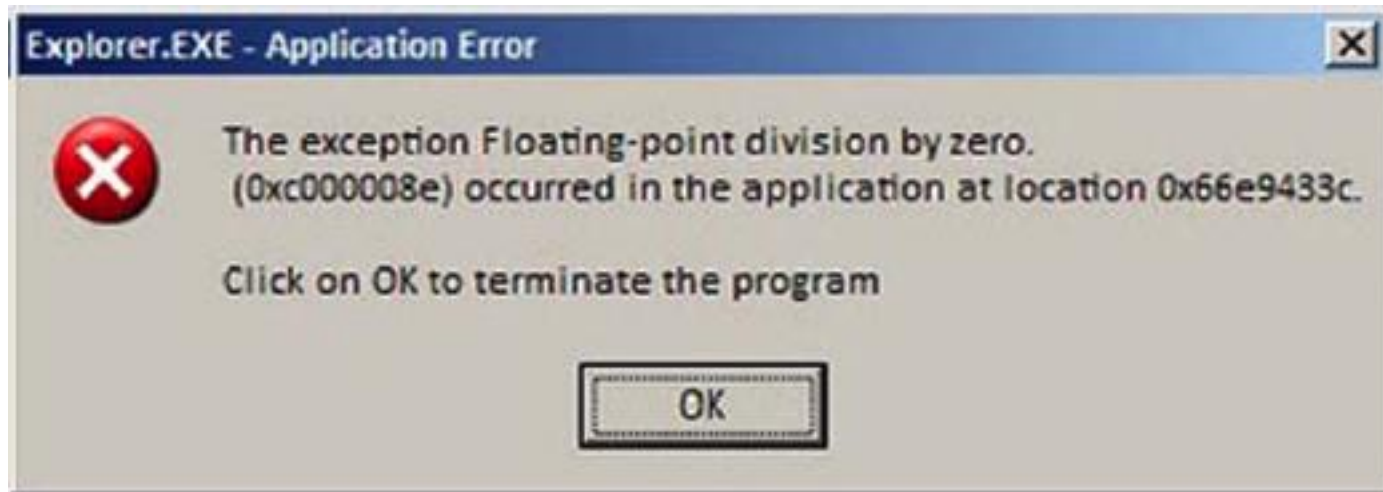 Explorer.EXE - Application Error
The exception Floating-point division by zero.
(0xc000008e) occurred in the application at location 0x66e9433c.
Click on OK to terminate the program
OK